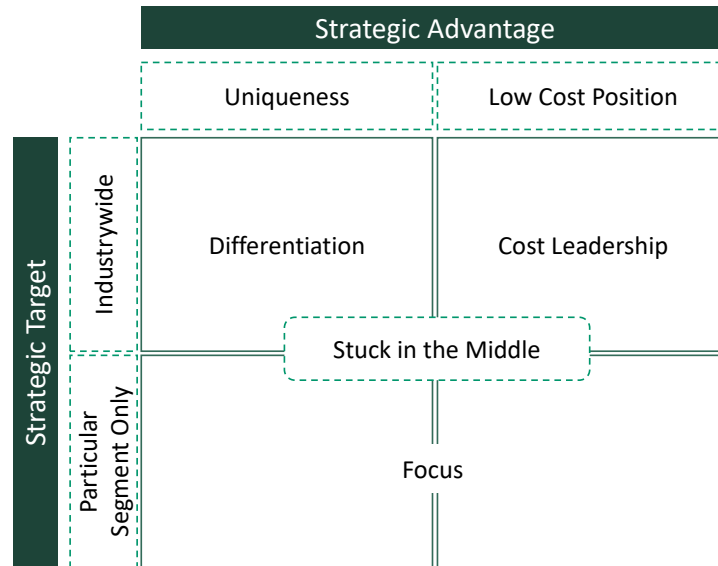 Strategic Advantage
Uniqueness
Low Cost Position
Strategic Target
Industrywide
Differentiation
Cost Leadership
Stuck in the Middle
Particular
Segment Only
Focus